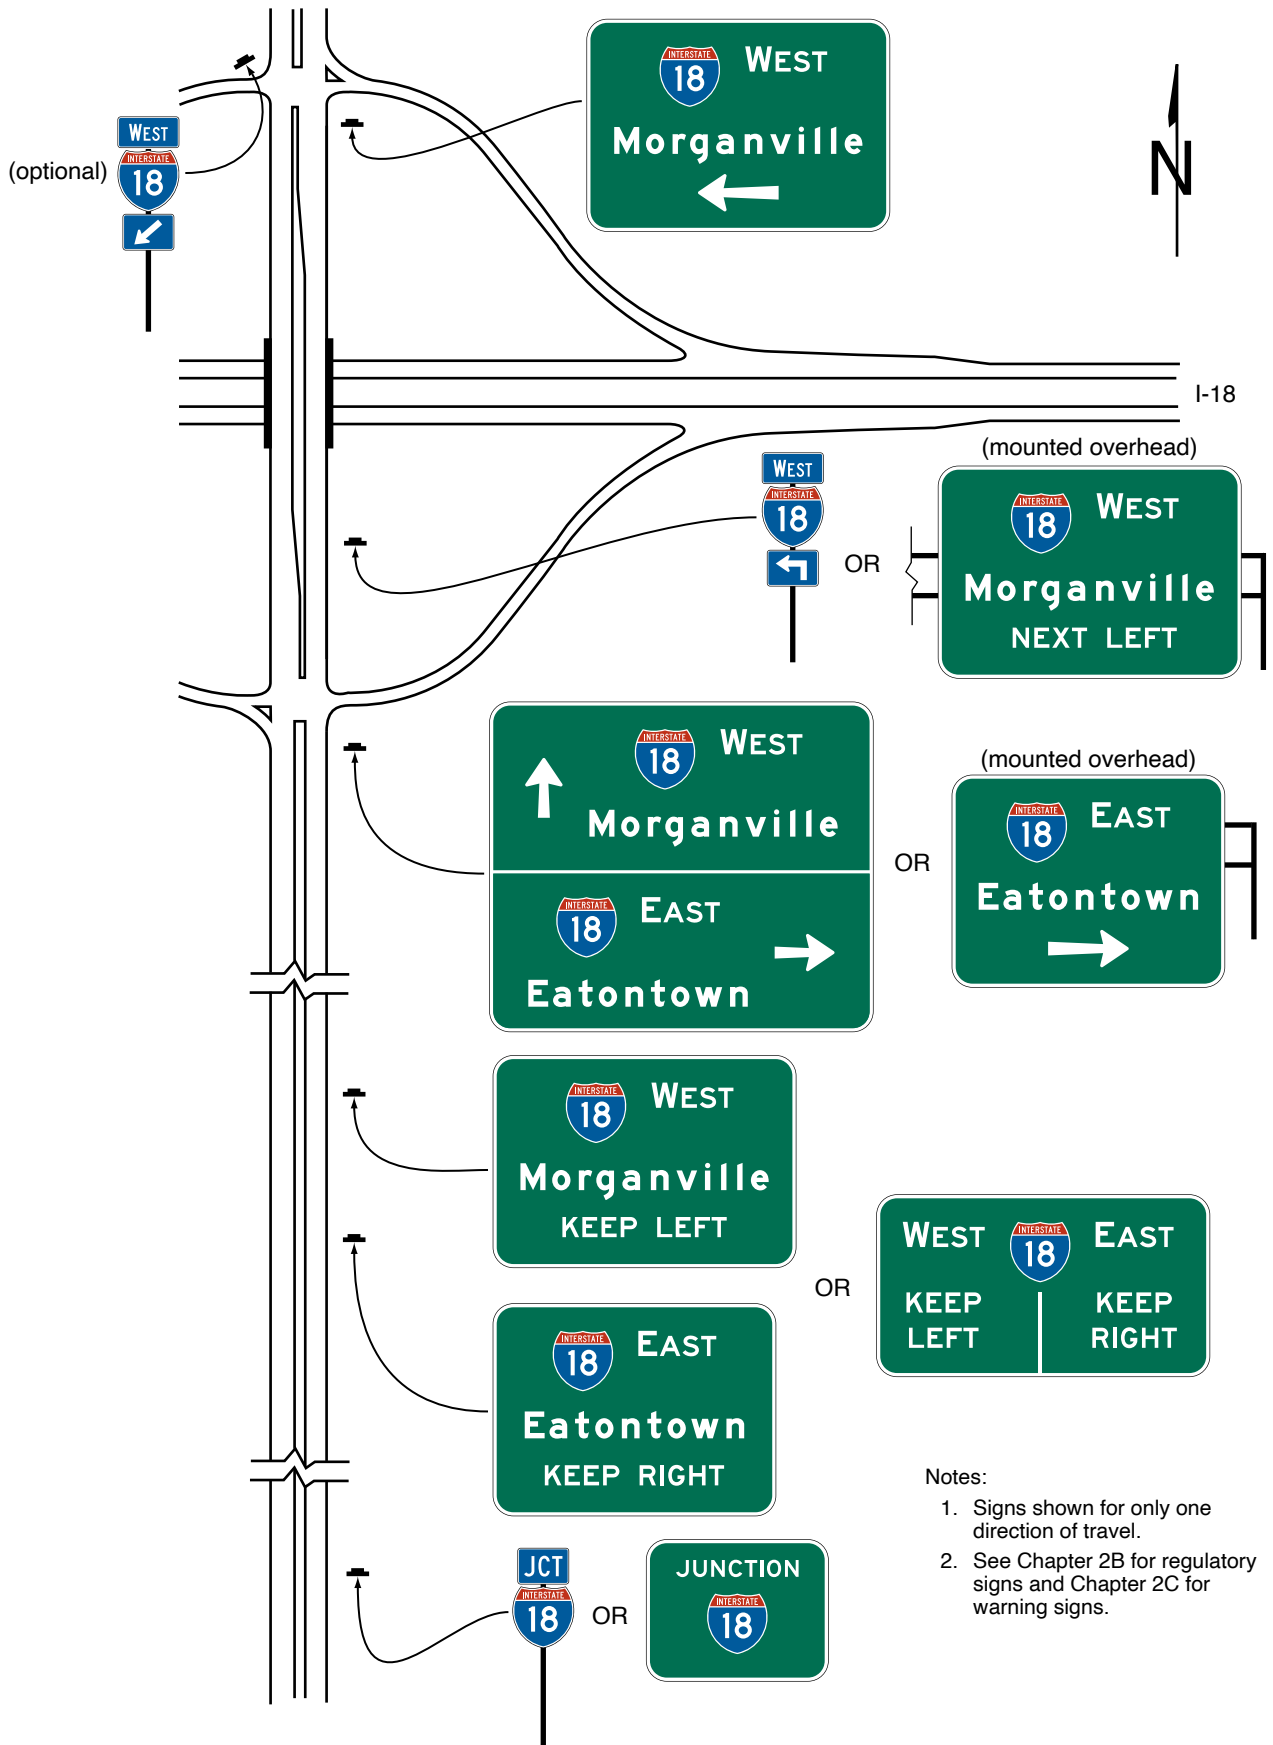 INTERSTATE
18
WEST
Morganville
N
WEST
INTERSTATE
18
(optional)
I-18
(mounted overhead)
WEST
INTERSTATE
18
OR
INTERSTATE
18
WEST
Morganville
NEXT LEFT
INTERSTATE
18
WEST
Morganville
INTERSTATE
18
EAST
Eatontown
OR
(mounted overhead)
INTERSTATE
18
EAST
Eatontown
INTERSTATE
18
WEST
Morganville
KEEP LEFT
INTERSTATE
18
EAST
Eatontown
KEEP RIGHT
OR
WEST
INTERSTATE
18
EAST
KEEP
LEFT
KEEP
RIGHT
JCT
INTERSTATE
18
OR
JUNCTION
INTERSTATE
18
Notes:
1. Signs shown for only one
direction of travel.
2. See Chapter 2B for regulatory
signs and Chapter 2C for
warning signs.